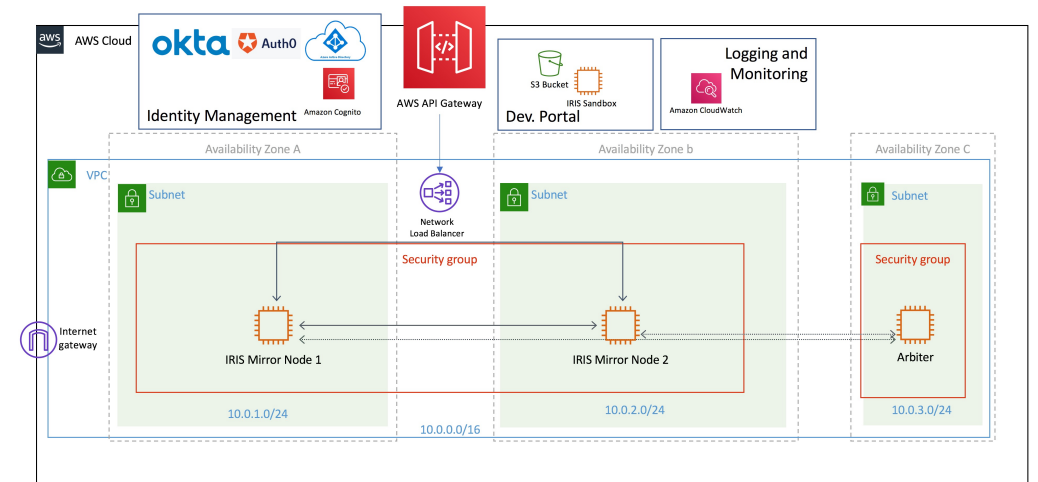 aws
AWS Cloud
okta
Auth0
Identity Management
Amazon Cognito
AWS API Gateway
S3 Bucket
IRIS Sandbox
Dev. Portal
Logging and
Monitoring
Amazon CloudWatch
Availability Zone A
Availability Zone b
Availability Zone C
VPC
Subnet
Subnet
Subnet
Network
Load Balancer
Security group
Security group
Internet
gateway
IRIS Mirror Node 1
IRIS Mirror Node 2
Arbiter
10.0.1.0/24
10.0.2.0/24
10.0.3.0/24
10.0.0.0/16